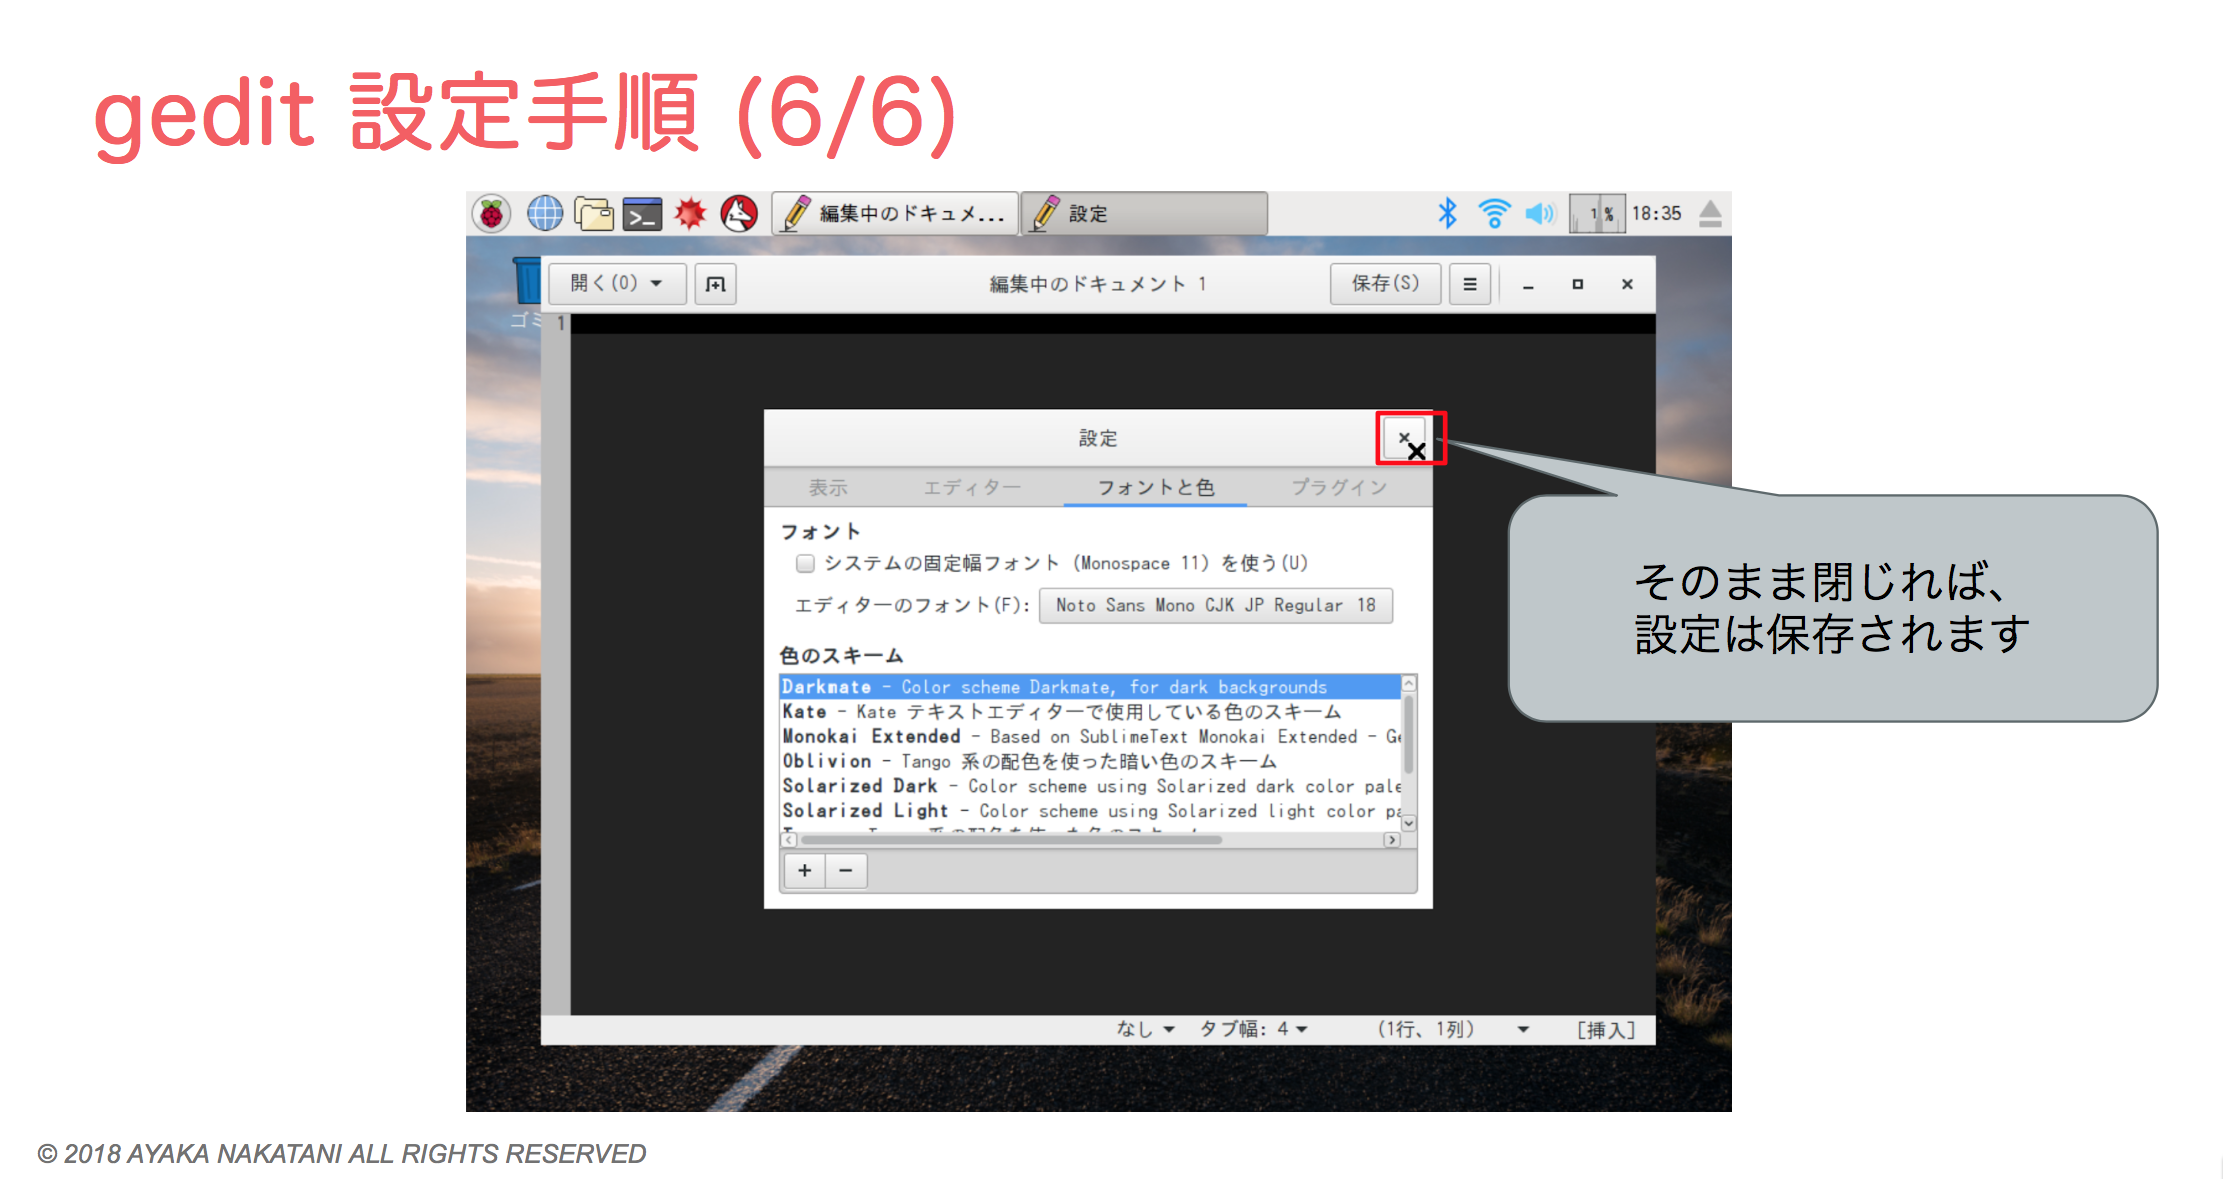 gedit 設定手順 (6/6)
編集中のドキュメ...
設定
1 %
18:35
開く(O)
編集中のドキュメント 1
保存(S)
ゴミ
1
設定
表示 エディター フォントと色 プラグイン
フォント
システムの固定幅フォント (Monospace 11) を使う(U)
エディターのフォント(F): Noto Sans Mono CJK JP Regular 18
色のスキーム
Darkmate - Color scheme Darkmate, for dark backgrounds
Kate - Kate テキストエディターで使用している色のスキーム
Monokai Extended - Based on SublimeText Monokai Extended - Ge
Oblivion - Tango 系の配色を使った暗い色のスキーム
Solarized Dark - Color scheme using Solarized dark color pale
Solarized Light - Color scheme using Solarized light color pa
そのまま閉じれば、
設定は保存されます
なし タブ幅: 4 (1行、1列) [挿入]
© 2018 AYAKA NAKATANI ALL RIGHTS RESERVED